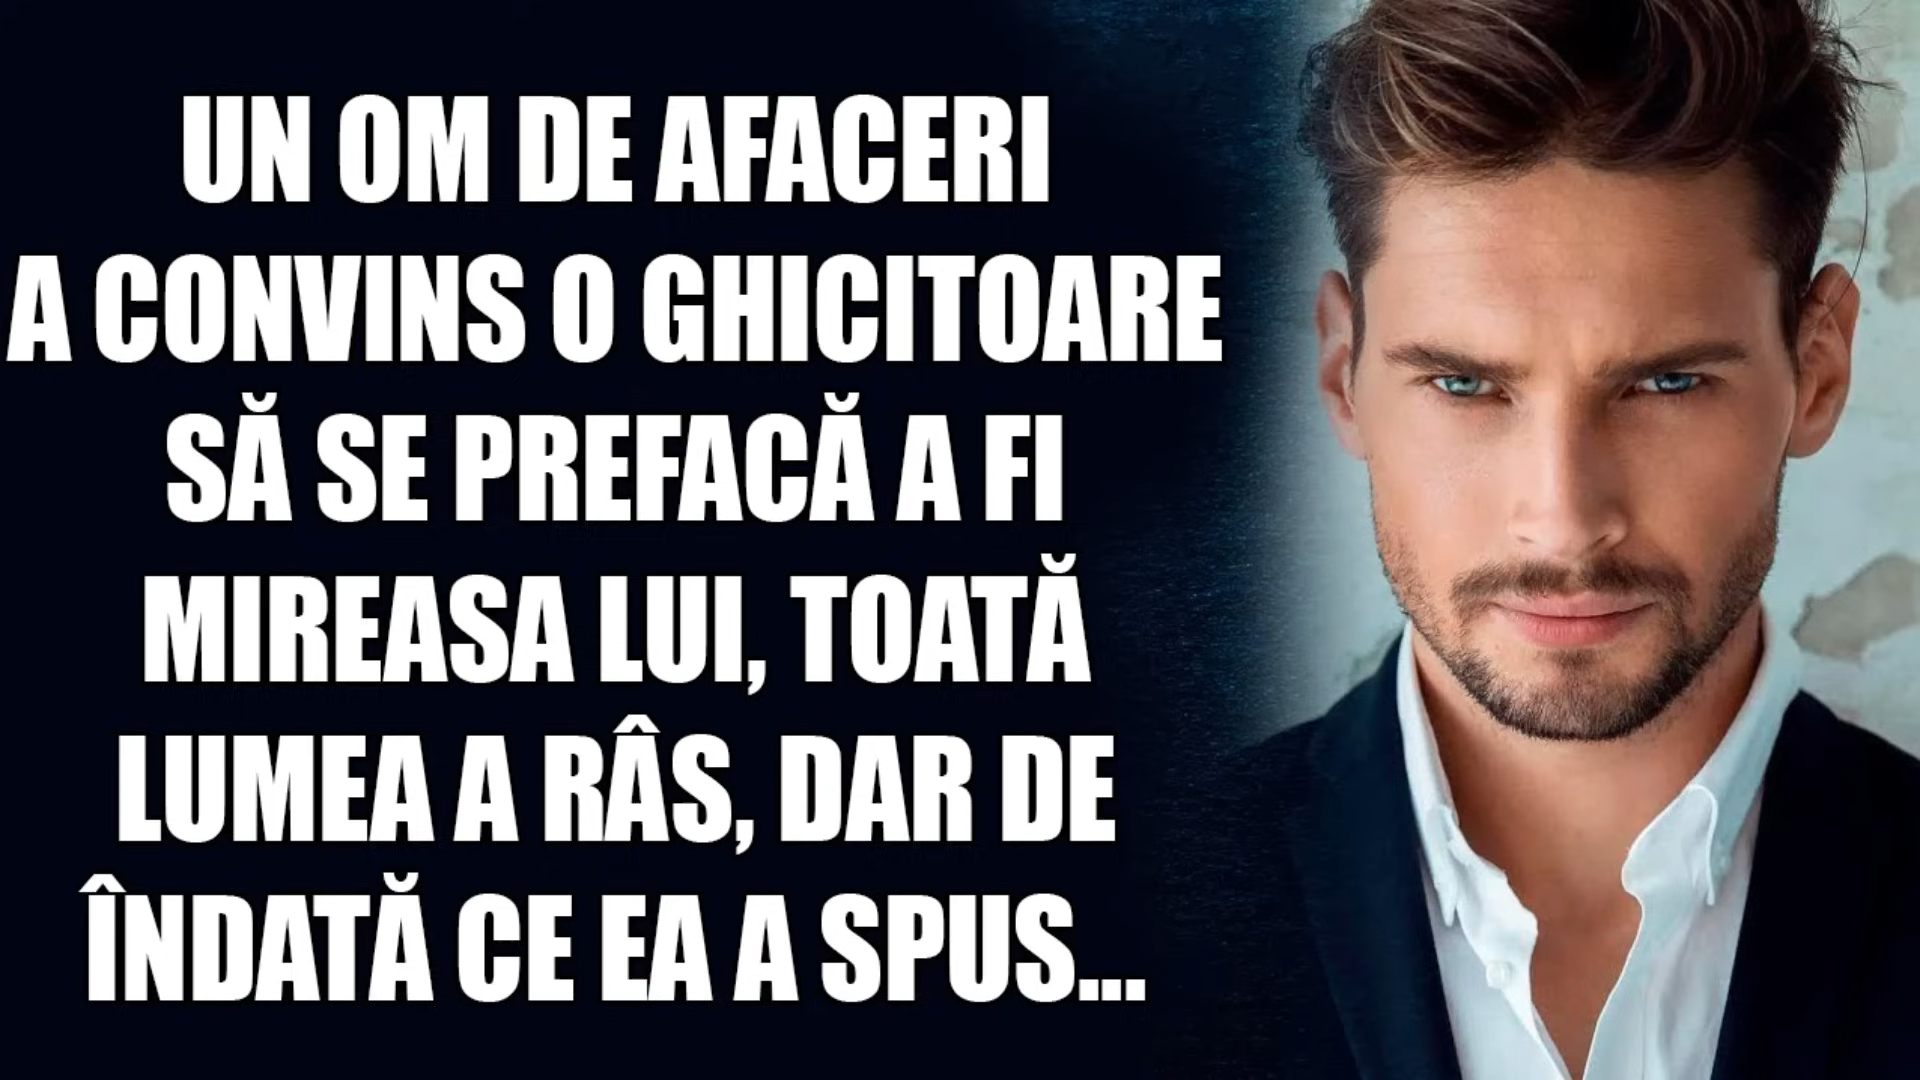 UN OM DE AFACERI
A CONVINS O GHICITOARE
SĂ SE PREFACĂ A FI
MIREASA LUI, TOATĂ
LUMEA A RÂS, DAR DE
ÎNDATĂ CE EA A SPUS...